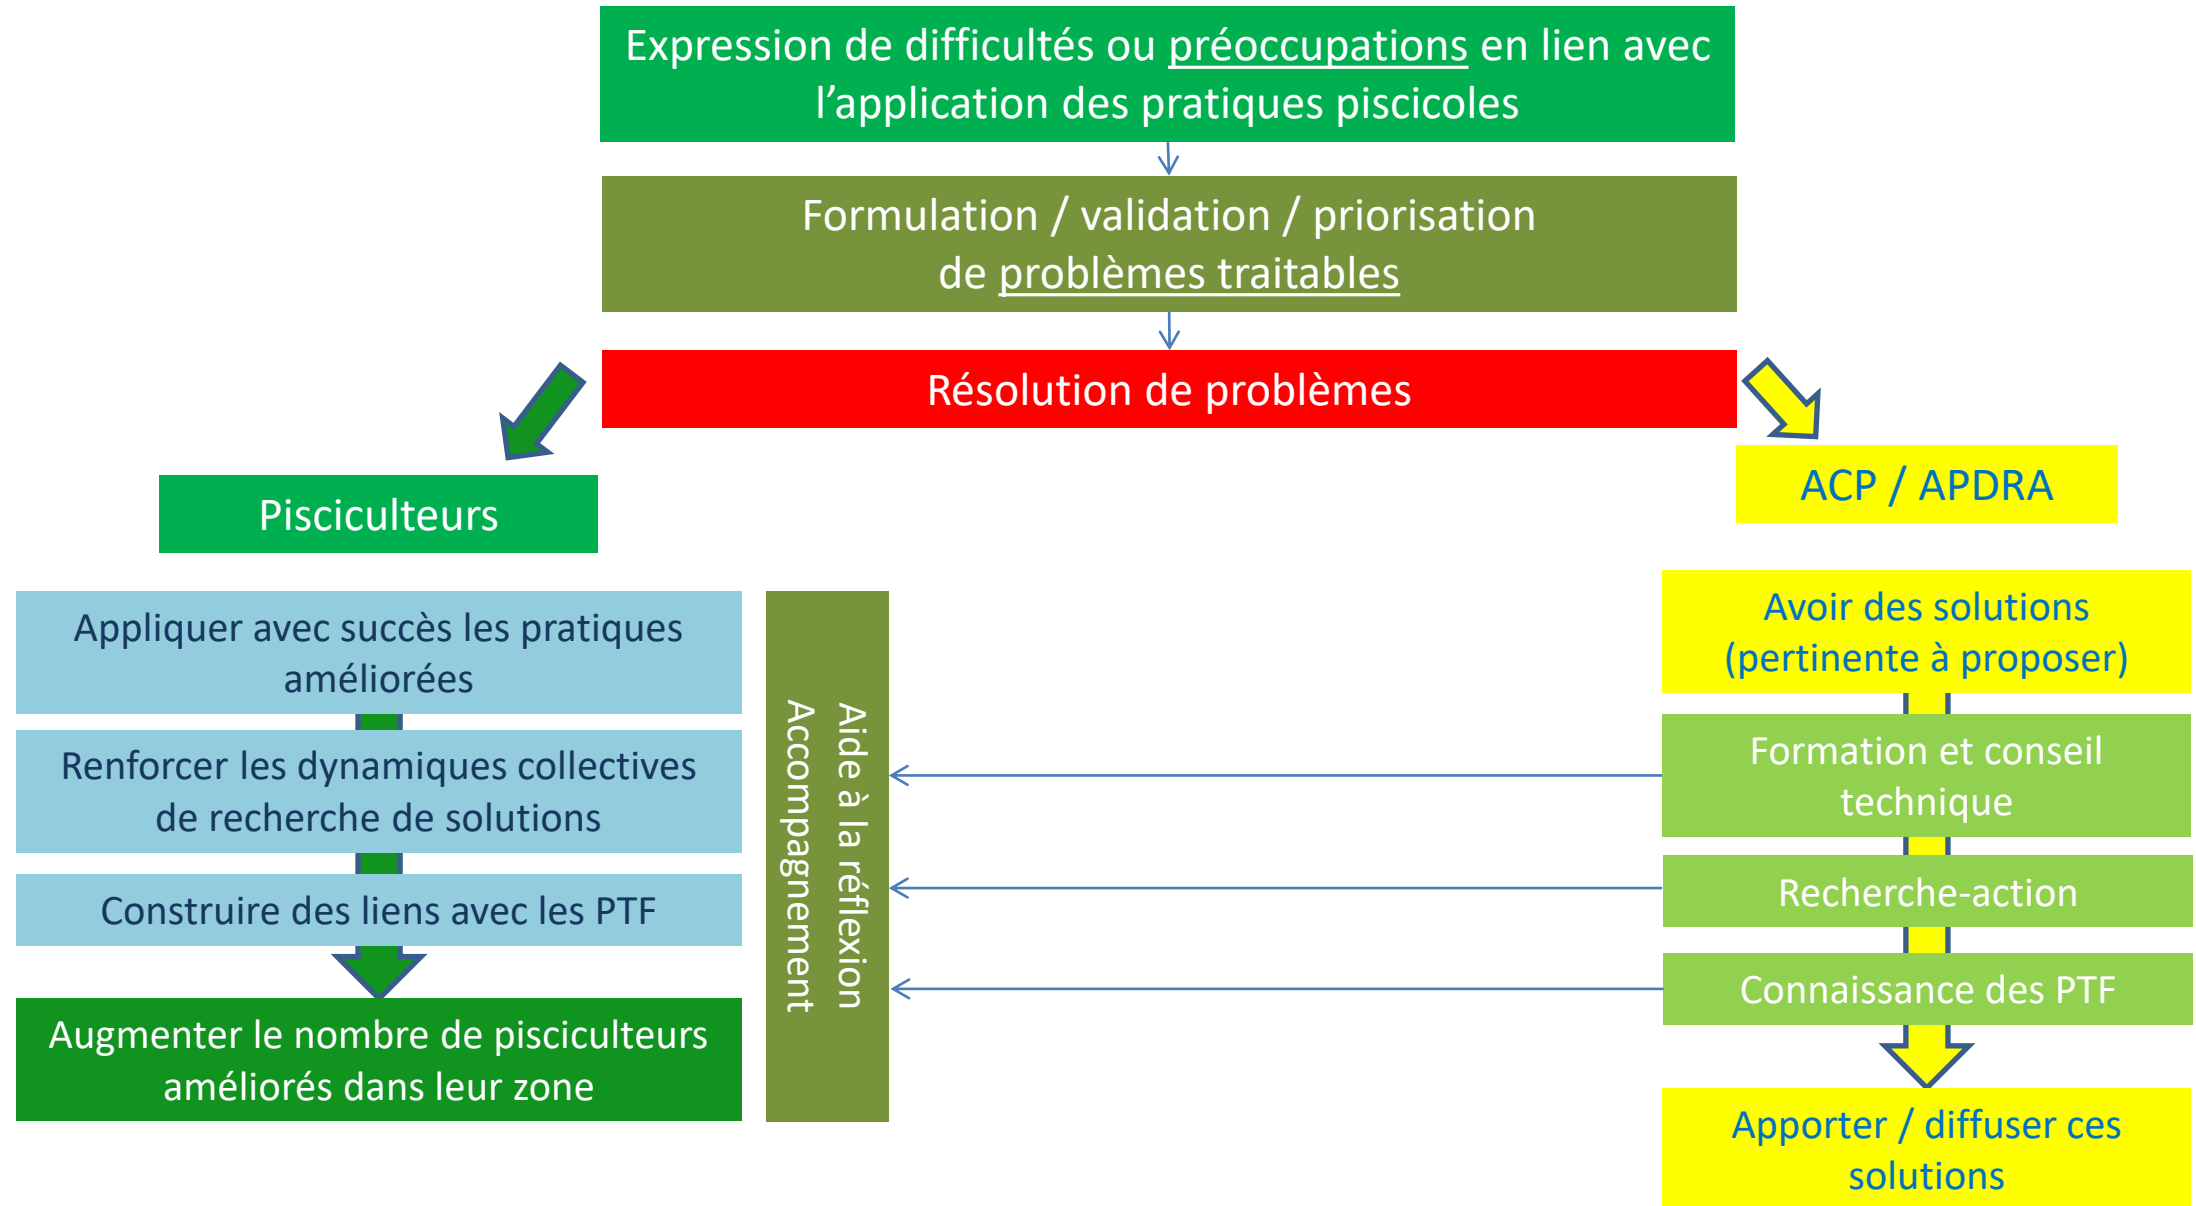 Expression de difficultés ou préoccupations en lien avec
l’application des pratiques piscicoles
Formulation / validation / priorisation
de problèmes traitables
Résolution de problèmes
Pisciculteurs
ACP / APDRA
Appliquer avec succès les pratiques
améliorées
Renforcer les dynamiques collectives
de recherche de solutions
Construire des liens avec les PTF
Augmenter le nombre de pisciculteurs
améliorés dans leur zone
Aide à la réflexion
Accompagnement
Avoir des solutions
(pertinente à proposer)
Formation et conseil
technique
Recherche-action
Connaissance des PTF
Apporter / diffuser ces
solutions